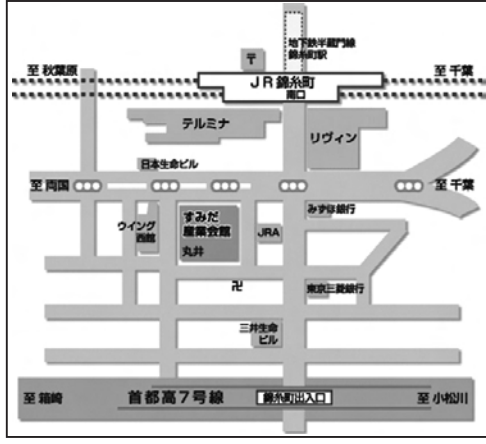 地下鉄半蔵門線
錦糸町駅
〒
至 秋葉原
JR錦糸町
南口
至 千葉
テルミナ
リヴィン
日本生命ビル
至 両国
至 千葉
ウイング
西館
すみだ
産業会館
丸井
JRA
みずほ銀行
卍
東京三菱銀行
三井生命
ビル
至 箱崎
首都高7号線
錦糸町出入口
至 小松川